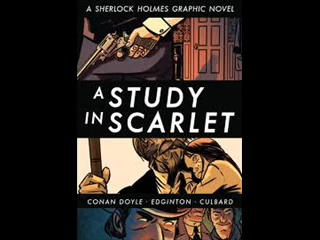 A SHERLOCK HOLMES GRAPHIC NOVEL
A STUDY
IN SCARLET
CONAN DOYLE · EDGINTON · CULBARD